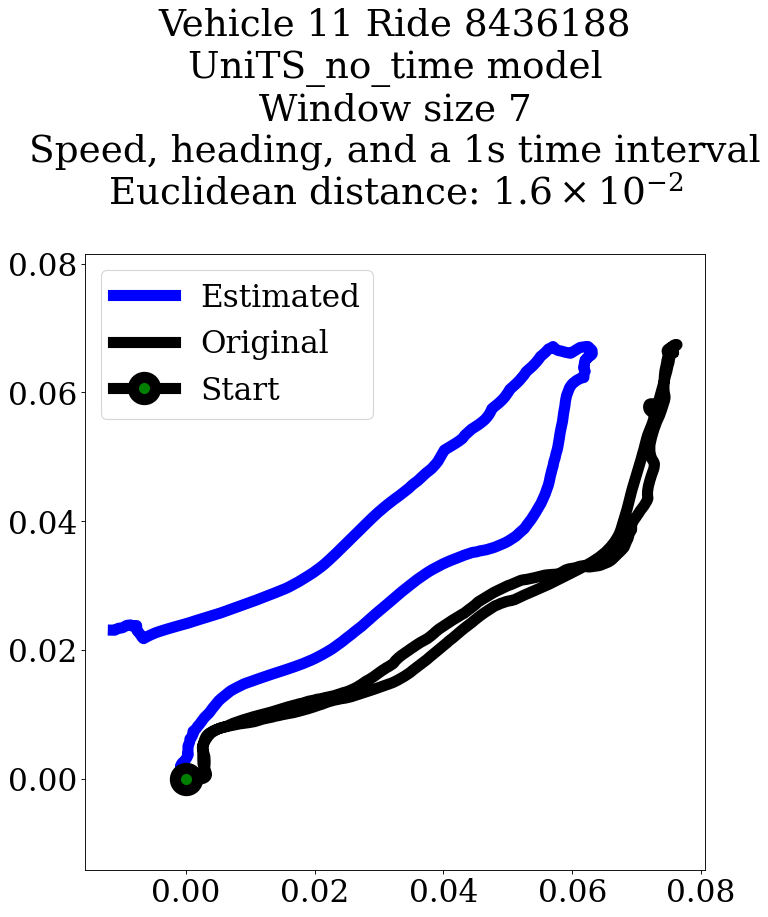 Vehicle 11 Ride 8436188
UniTS_no_time model
Window size 7
Speed, heading, and a 1s time interval
Euclidean distance: 1.6 × 10⁻²
0.08
Estimated
Original
Start
0.06
0.04
0.02
0.00
0.00 0.02 0.04 0.06 0.08